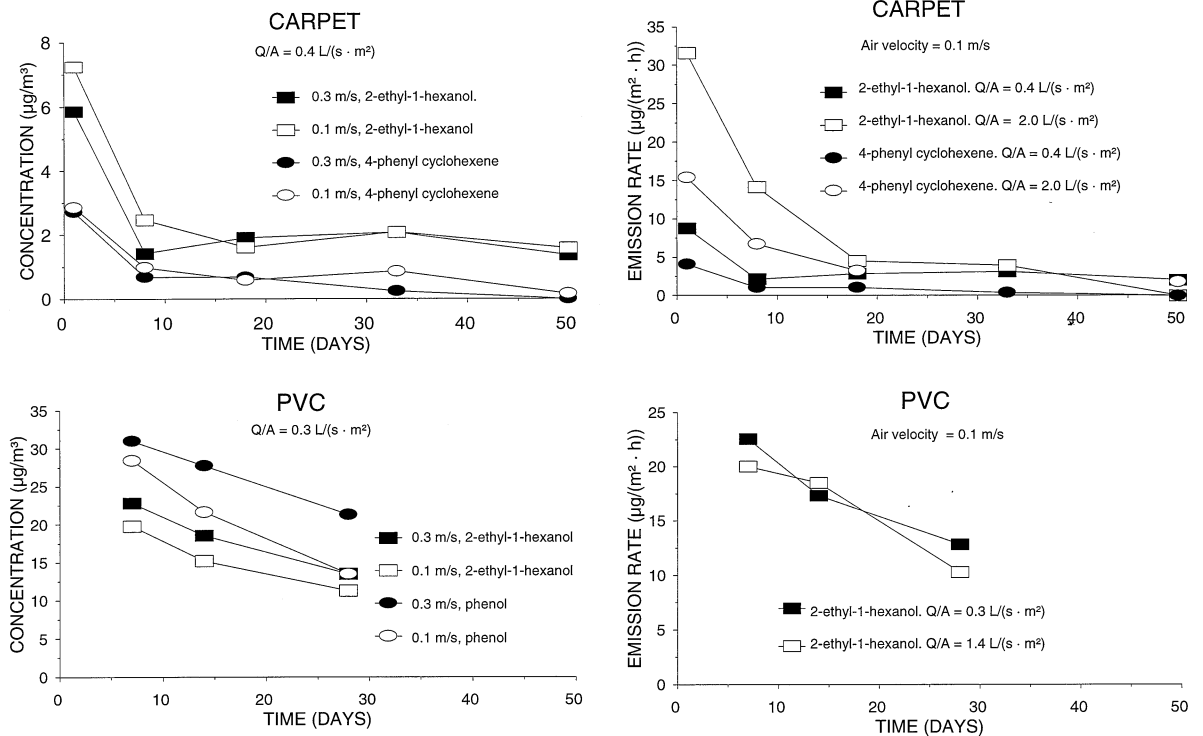 CARPET
Q/A = 0.4 L/(s · m²)
0.3 m/s, 2-ethyl-1-hexanol.
0.1 m/s, 2-ethyl-1-hexanol
0.3 m/s, 4-phenyl cyclohexene
0.1 m/s, 4-phenyl cyclohexene
CONCENTRATION (µg/m³)
8
6
4
2
0
0 10 20 30 40 50
TIME (DAYS)
CARPET
Air velocity = 0.1 m/s
2-ethyl-1-hexanol. Q/A = 0.4 L/(s · m²)
2-ethyl-1-hexanol. Q/A = 2.0 L/(s · m²)
4-phenyl cyclohexene. Q/A = 0.4 L/(s · m²)
4-phenyl cyclohexene. Q/A = 2.0 L/(s · m²)
EMISSION RATE (µg/(m² · h))
35
30
25
20
15
10
5
0
0 10 20 30 40 50
TIME (DAYS)
PVC
Q/A = 0.3 L/(s · m²)
CONCENTRATION (µg/m³)
35
30
25
20
15
10
5
0
0.3 m/s, 2-ethyl-1-hexanol
0.1 m/s, 2-ethyl-1-hexanol
0.3 m/s, phenol
0.1 m/s, phenol
0 10 20 30 40 50
TIME (DAYS)
PVC
Air velocity = 0.1 m/s
EMISSION RATE (µg/(m² · h))
25
20
15
10
5
0
2-ethyl-1-hexanol. Q/A = 0.3 L/(s · m²)
2-ethyl-1-hexanol. Q/A = 1.4 L/(s · m²)
0 10 20 30 40 50
TIME (DAYS)